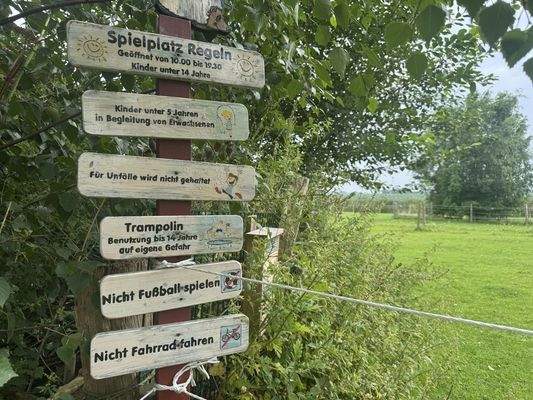 Spielplatz Regeln
Geöffnet von 10.00 bis 19.30
Kinder unter 14 Jahre
Kinder unter 5 Jahren
in Begleitung von Erwachsenen
Für Unfölle wird nicht gehaftet
Trampolin
Benutzung bis 14 Jahre
auf eigene Gefahr
Nicht Fußball spielen
Nicht Fahrrad fahren